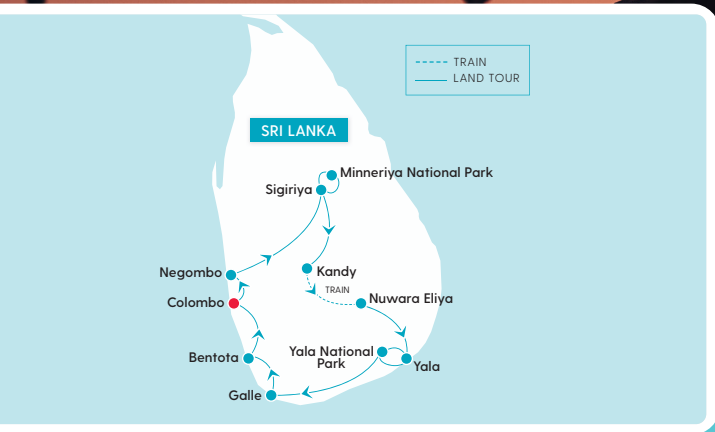 TRAIN
LAND TOUR
SRI LANKA
Minneriya National Park
Sigiriya
Negombo
Kandy
TRAIN
Nuwara Eliya
Colombo
Yala National
Park
Bentota
Yala
Galle